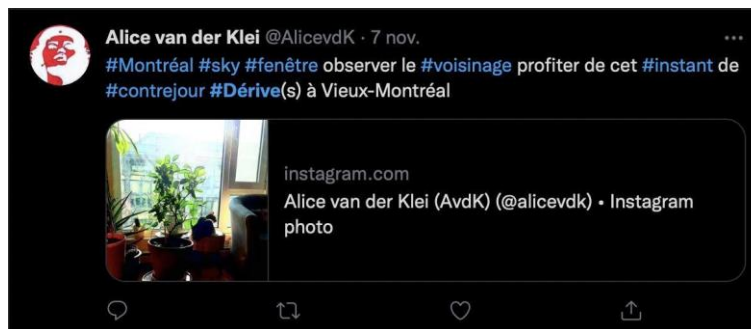 Alice van der Klei @AlicevdK · 7 nov.
#Montréal #sky #fenêtre observer le #voisinage profiter de cet #instant de
#contrejour #Dérive(s) à Vieux-Montréal
instagram.com
Alice van der Klei (AvdK) (@alicevdk) • Instagram
photo